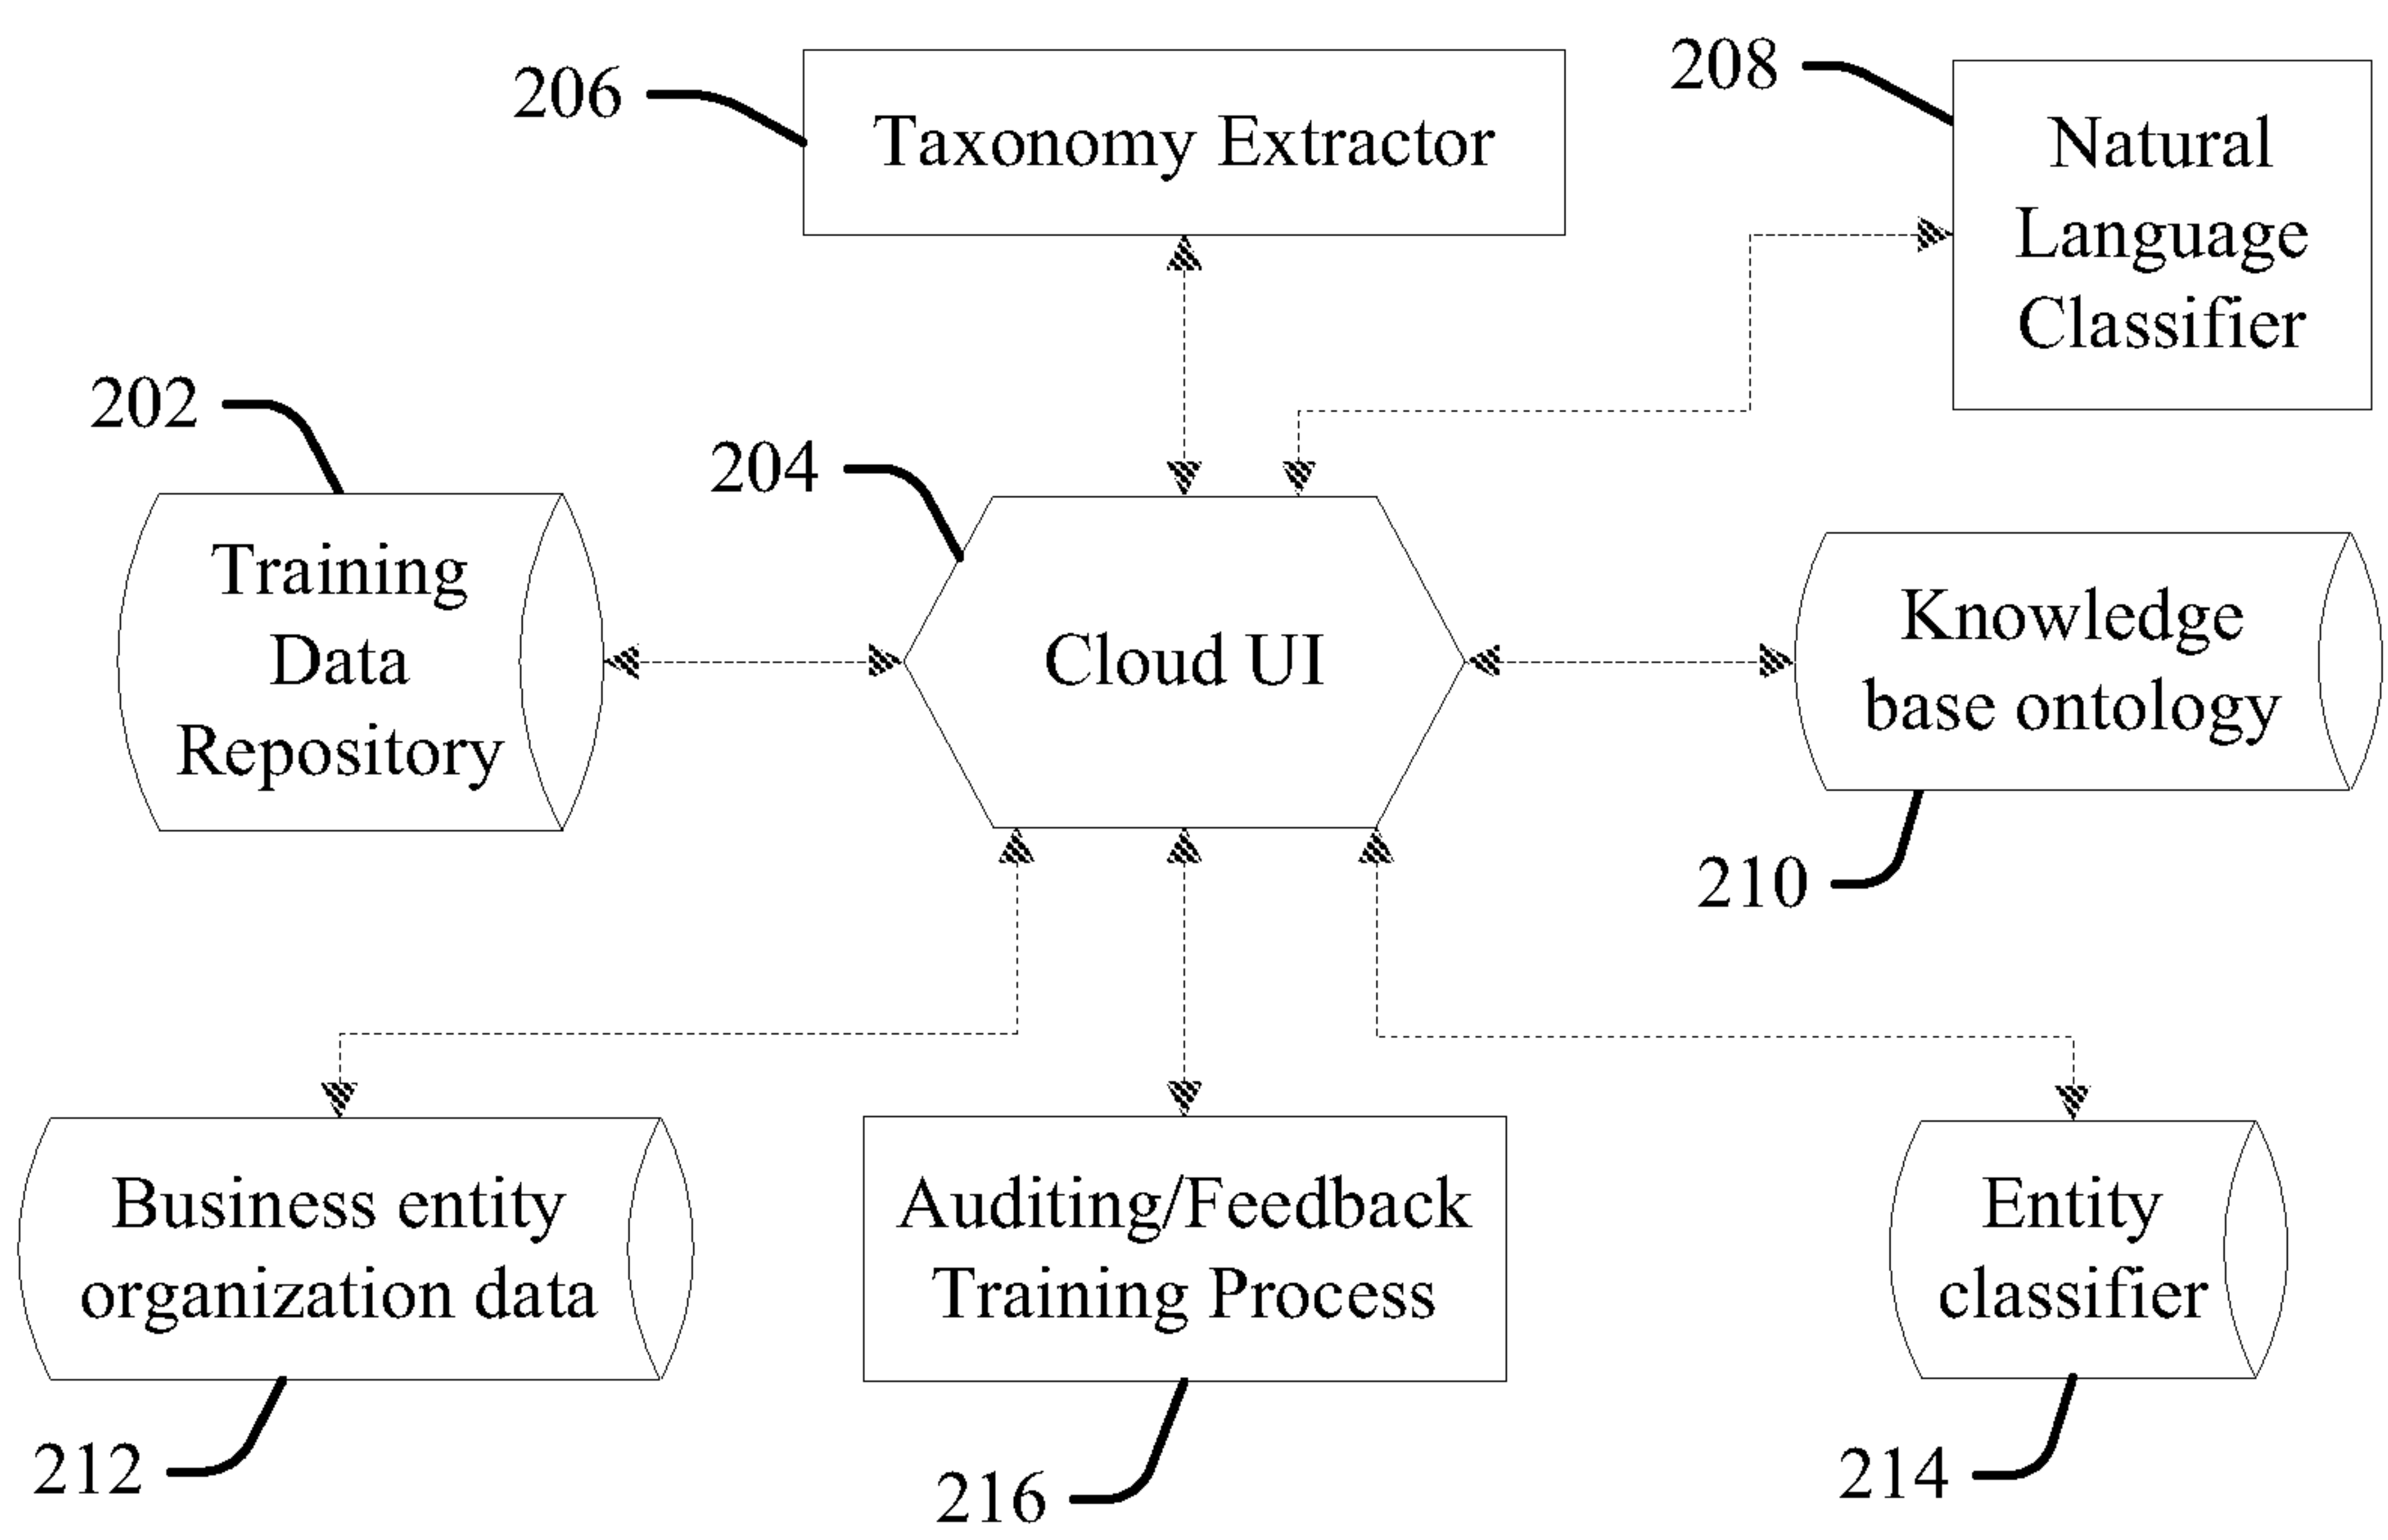 206
Taxonomy Extractor
208
Natural
Language
Classifier
202
Training
Data
Repository
204
Cloud UI
Knowledge
base ontology
210
Business entity
organization data
212
Auditing/Feedback
Training Process
216
Entity
classifier
214